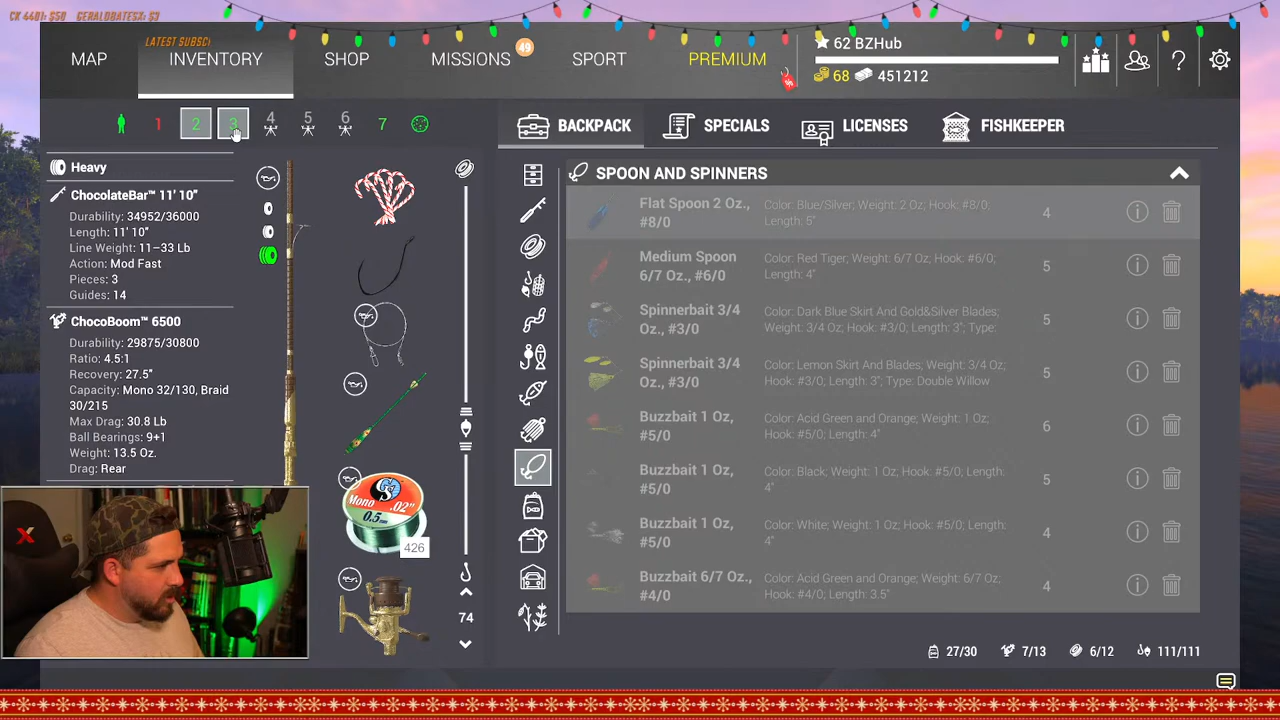 CK 4401: $50 GERALDBATESX: $3
LATEST SUBSCI
MAP
INVENTORY
SHOP
MISSIONS
49
SPORT
PREMIUM
%
62 BZHub
68
451212
?
1
2
3
4
5
6
7
BACKPACK
SPECIALS
LICENSES
FISHKEEPER
Heavy
ChocolateBar™ 11' 10"
Durability: 34952/36000
Length: 11' 10"
Line Weight: 11–33 Lb
Action: Mod Fast
Pieces: 3
Guides: 14
ChocoBoom™ 6500
Durability: 29875/30800
Ratio: 4.5:1
Recovery: 27.5"
Capacity: Mono 32/130, Braid
30/215
Max Drag: 30.8 Lb
Ball Bearings: 9+1
Weight: 13.5 Oz.
Drag: Rear
Mono .02"
0.5mm
426
74
SPOON AND SPINNERS
Flat Spoon 2 Oz.,
#8/0
Color: Blue/Silver; Weight: 2 Oz; Hook: #8/0;
Length: 5"
4
Medium Spoon
6/7 Oz., #6/0
Color: Red Tiger, Weight: 6/7 Oz; Hook: #6/0;
Length: 4"
5
Spinnerbait 3/4
Oz., #3/0
Color: Dark Blue Skirt And Gold&Silver Blades,
Weight: 3/4 Oz; Hook: #3/0; Length: 3"; Type:
5
Spinnerbait 3/4
Oz., #3/0
Color: Lemon Skirt And Blades; Weight: 3/4 Oz;
Hook: #3/0; Length: 3"; Type: Double Willow
5
Buzzbait 1 Oz,
#5/0
Color: Acid Green and Orange; Weight: 1 Oz;
Hook: #5/0; Length: 4"
6
Buzzbait 1 Oz,
#5/0
Color: Black; Weight: 1 Oz, Hook: #5/0; Length:
4"
5
Buzzbait 1 Oz,
#5/0
Color: White; Weight: 1 Oz; Hook: #5/0; Length:
4"
4
Buzzbait 6/7 Oz.,
#4/0
Color: Acid Green and Orange; Weight: 6/7 Oz;
Hook: #4/0; Length: 3.5"
4
27/30
7/13
6/12
111/111
X